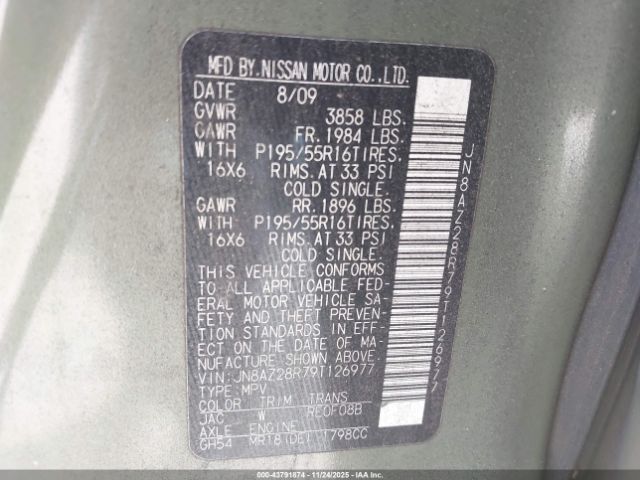 MFD BY.NISSAN MOTOR CO.,LTD.
DATE 8/09
GVWR 3858 LBS.
GAWR FR. 1984 LBS.
WITH P195/55R16TIRES,
16X6 RIMS.AT 33 PSI
COLD SINGLE.
GAWR RR. 1896 LBS.
WITH P195/55R16TIRES,
16X6 RIMS.AT 33 PSI
COLD SINGLE.
THIS VEHICLE CONFORMS
TO ALL APPLICABLE FED-
ERAL MOTOR VEHICLE SA-
FETY AND THEFT PREVEN-
TION STANDARDS IN EFF-
ECT ON THE DATE OF MA-
NUFACTURE SHOWN ABOVE.
VIN:JN8AZ28R79T126977
TYPE:MPV
COLOR TRIM TRANS
JAC W RE0F08B
AXLE ENGINE
GH54 MR18(DE) 1798CC
JN8AZ28R79T126977
000-43791874 - 11/24/2025 - IAAI.COM